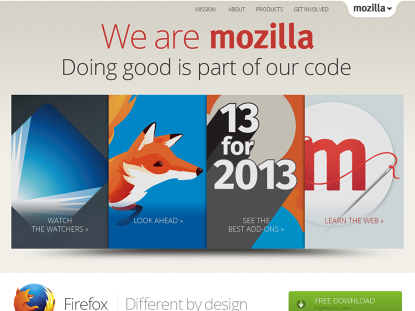 MISSION ABOUT PRODUCTS GET INVOLVED
mozilla
We are mozilla
Doing good is part of our code
WATCH
THE WATCHERS »
LOOK AHEAD »
13
for
2013
SEE THE
BEST ADD-ONS »
m
LEARN THE WEB »
Firefox
Different by design
FREE DOWNLOAD